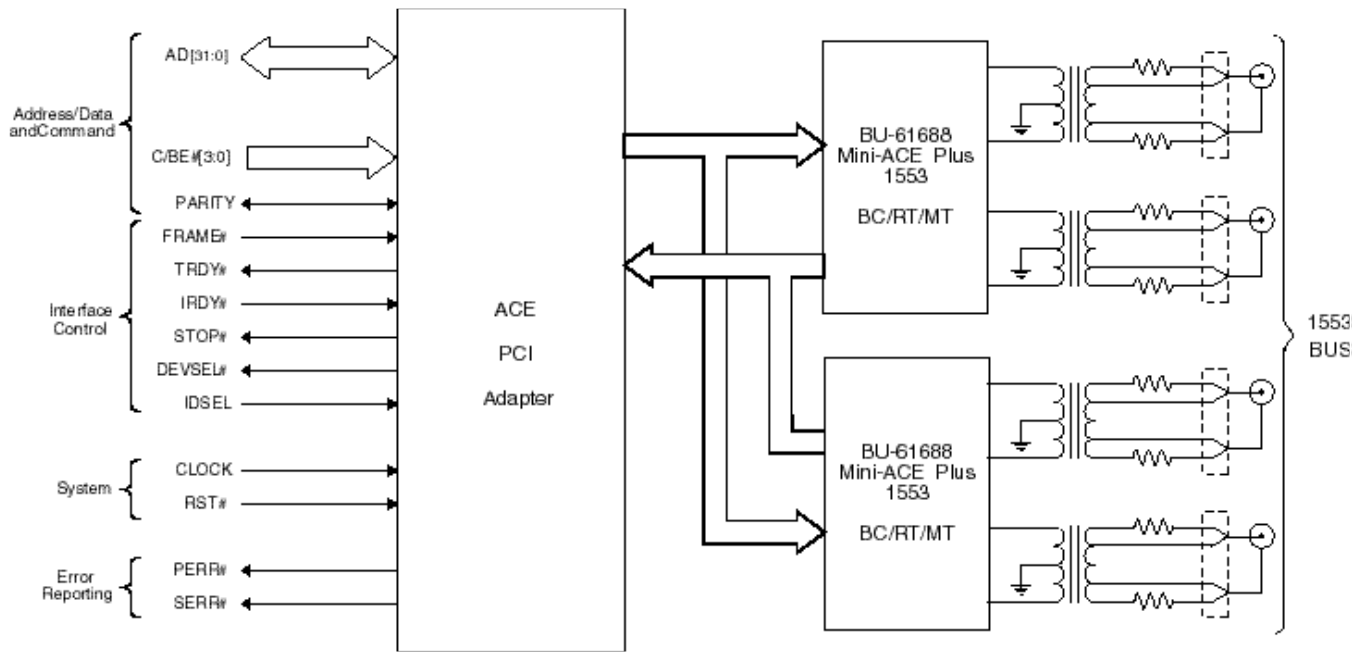 Address/Data
andCommand
AD[31:0]
C/BE#[3:0]
PARITY
Interface
Control
FRAME#
TRDY#
IRDY#
STOP#
DEVSEL#
IDSEL
System
CLOCK
RST#
Error
Reporting
PERR#
SERR#
ACE
PCI
Adapter
BU-61688
Mini-ACE Plus
1553
BC/RT/MT
BU-61688
Mini-ACE Plus
1553
BC/RT/MT
1553
BUS